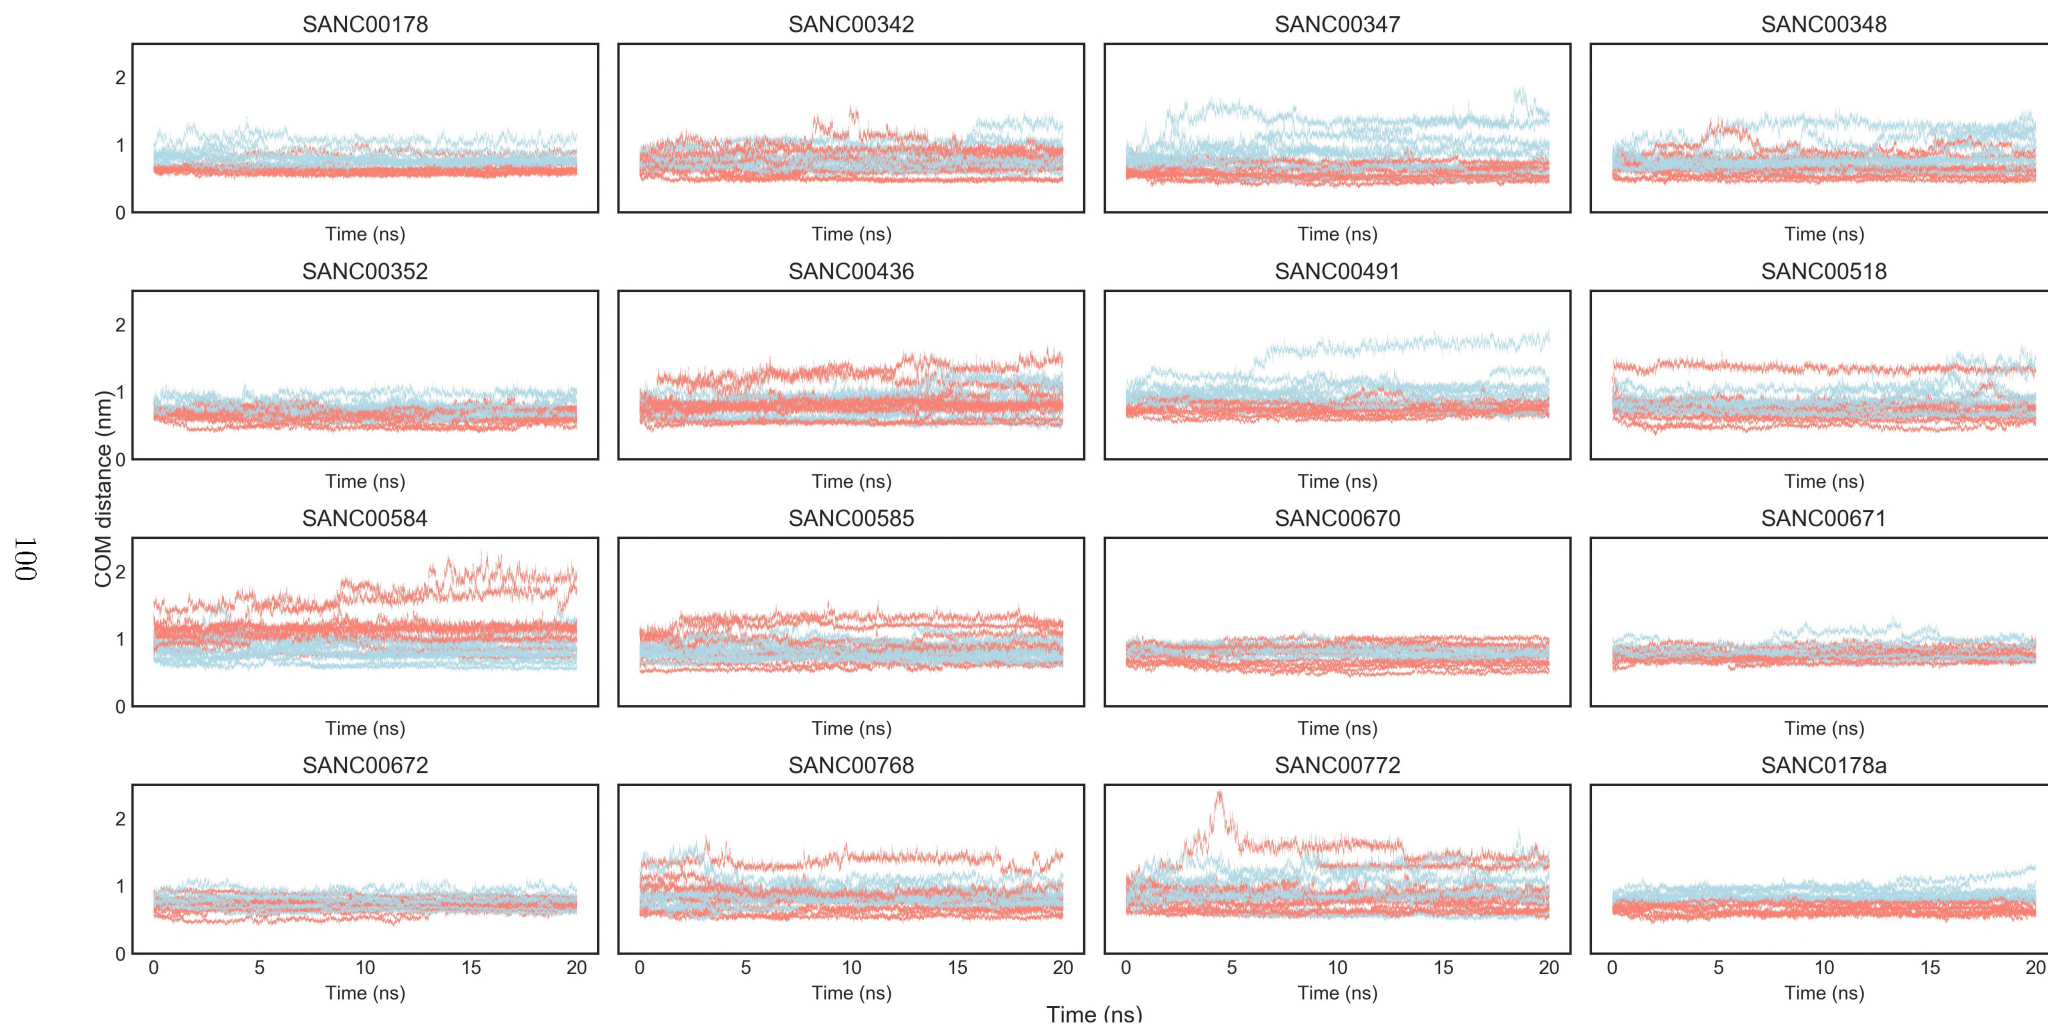 SANC00178 SANC00342 SANC00347 SANC00348
2
1
0
Time (ns) Time (ns) Time (ns) Time (ns)
SANC00352 SANC00436 SANC00491 SANC00518
2
1
0
Time (ns) Time (ns) Time (ns) Time (ns)
COM distance (nm)
100
SANC00584 SANC00585 SANC00670 SANC00671
2
1
0
Time (ns) Time (ns) Time (ns) Time (ns)
SANC00672 SANC00768 SANC00772 SANC0178a
2
1
0
0 5 10 15 20 0 5 10 15 20 0 5 10 15 20 0 5 10 15 20
Time (ns) Time (ns) Time (ns) Time (ns)
Time (ns)